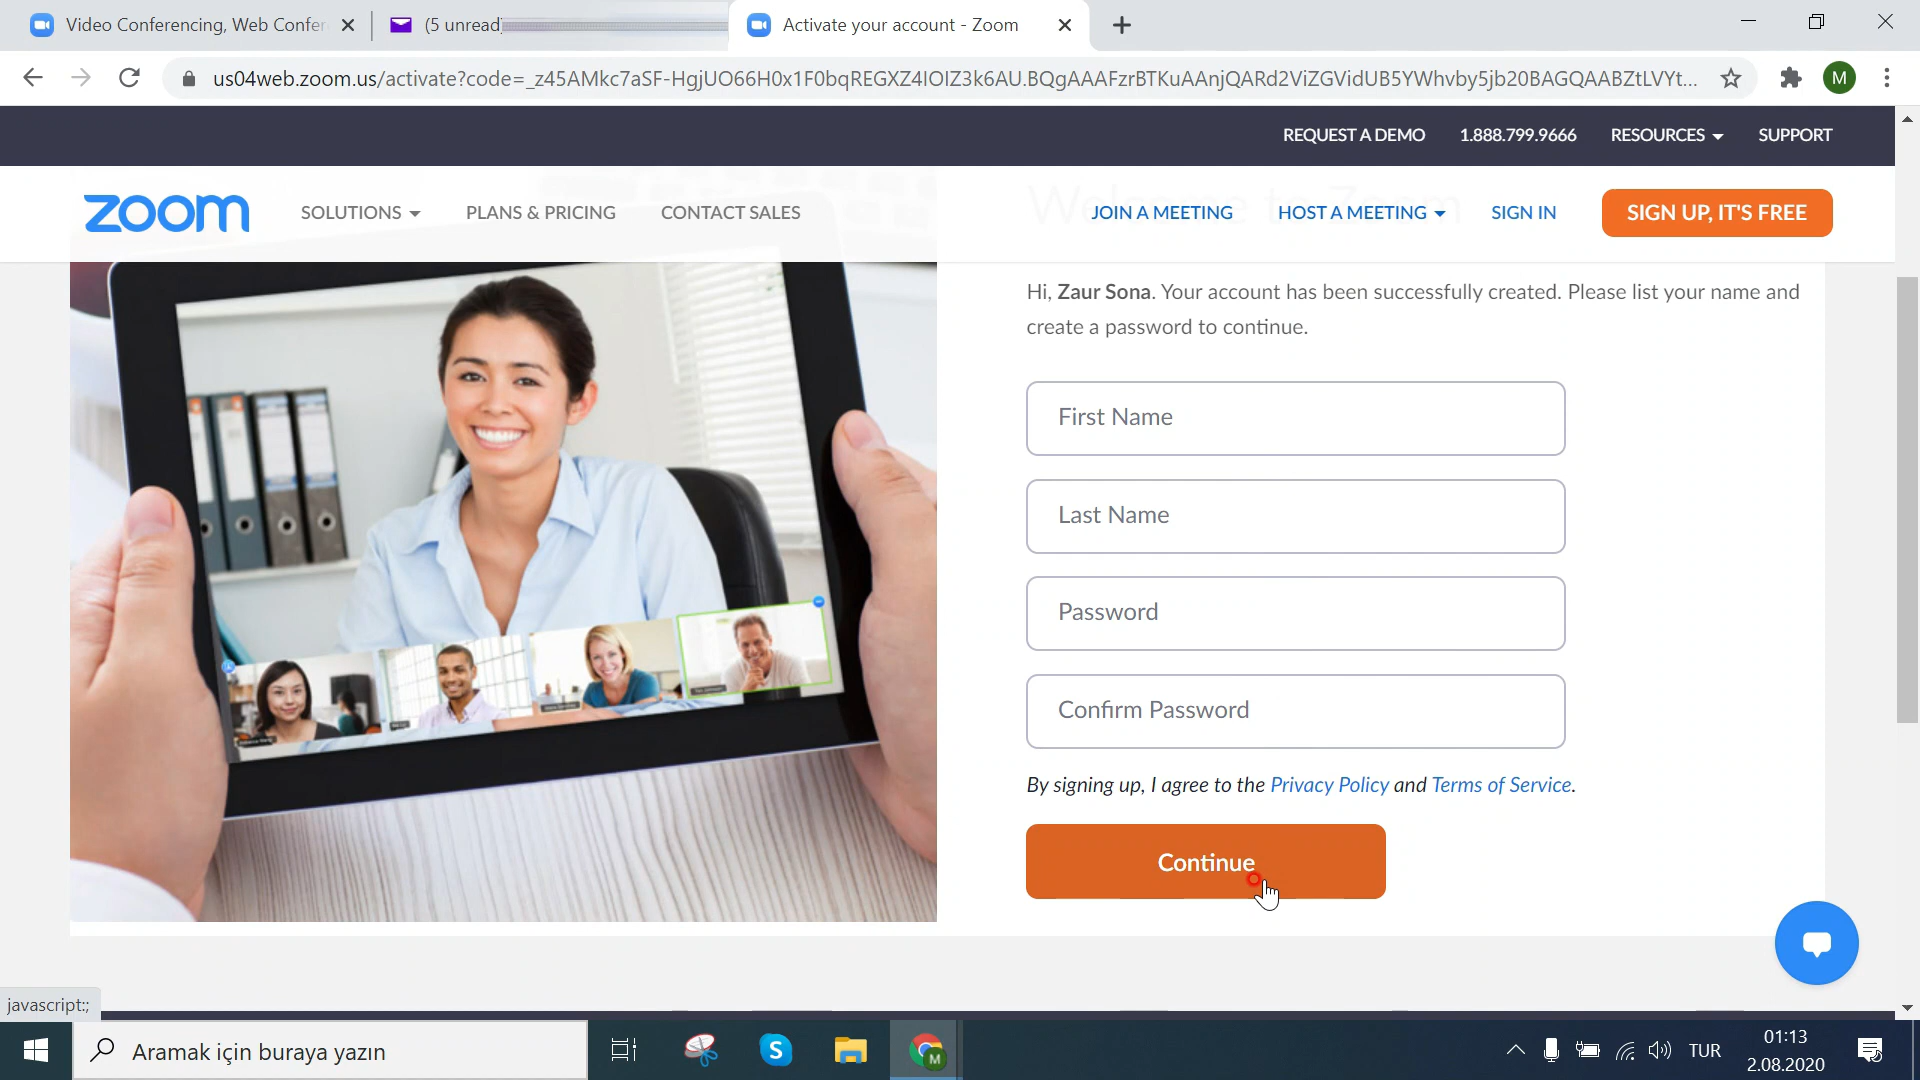 Video Conferencing, Web Confer
(5 unread)
Activate your account - Zoom
us04web.zoom.us/activate?code=_z45AMkc7aSF-HgjUO66H0x1F0bqREGXZ4IOIZ3k6AU.BQgAAAFzrBTKuAAnjQARd2ViZGVidUB5YWhvby5jb20BAGQAABZtLVYt...
M
REQUEST A DEMO 1.888.799.9666 RESOURCES SUPPORT
Welcome to Zoom
zoom SOLUTIONS PLANS & PRICING CONTACT SALES JOIN A MEETING HOST A MEETING SIGN IN SIGN UP, IT'S FREE
Hi, Zaur Sona. Your account has been successfully created. Please list your name and
create a password to continue.
First Name
Last Name
Password
Confirm Password
By signing up, I agree to the Privacy Policy and Terms of Service.
Continue
javascript:;
Aramak için buraya yazın
S
M
TUR
01:13
2.08.2020